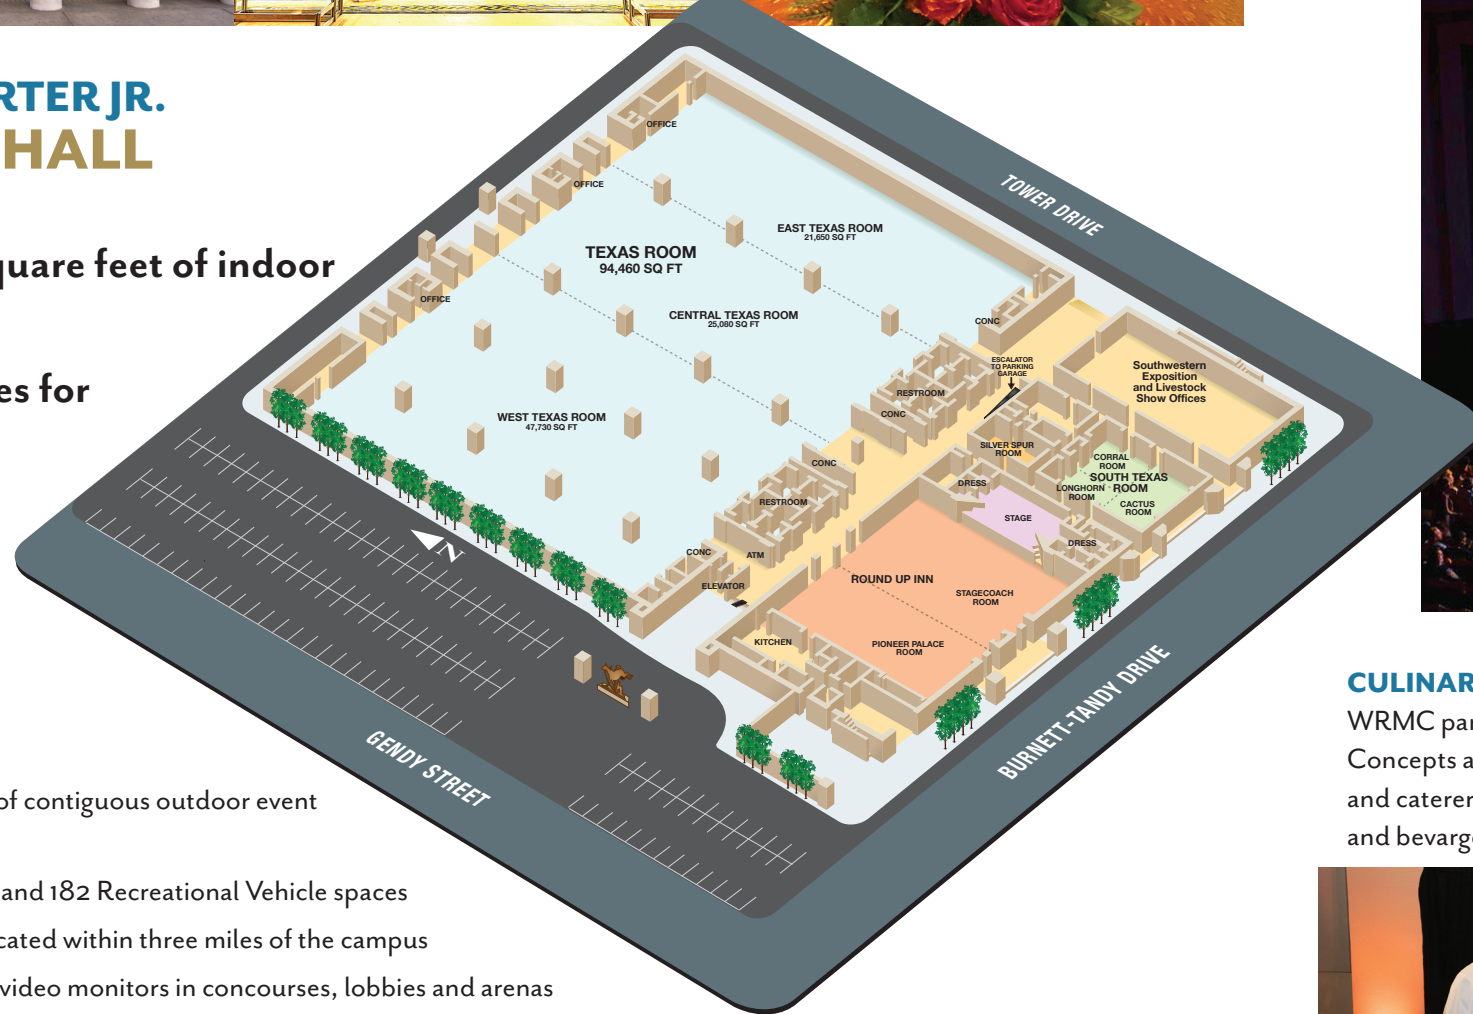 RTER JR.
HALL
quare feet of indoor
es for
of contiguous outdoor event
and 182 Recreational Vehicle spaces
cated within three miles of the campus
video monitors in concourses, lobbies and arenas
OFFICE
OFFICE
OFFICE
TOWER DRIVE
EAST TEXAS ROOM
21,650 SQ FT
TEXAS ROOM
94,460 SQ FT
CENTRAL TEXAS ROOM
25,080 SQ FT
WEST TEXAS ROOM
47,730 SQ FT
CONC
ESCALATOR
TO PARKING
GARAGE
RESTROOM
CONC
Southwestern
Exposition
and Livestock
Show Offices
SILVER SPUR
ROOM
CORRAL
ROOM
SOUTH TEXAS
ROOM
LONGHORN
ROOM
CACTUS
ROOM
CONC
RESTROOM
DRESS
STAGE
DRESS
CONC
ATM
ELEVATOR
ROUND UP INN
STAGECOACH
ROOM
KITCHEN
PIONEER PALACE
ROOM
N
GENDY STREET
BURNETT-TANDY DRIVE
CULINAR
WRMC par
Concepts a
and caterer
and bevarg